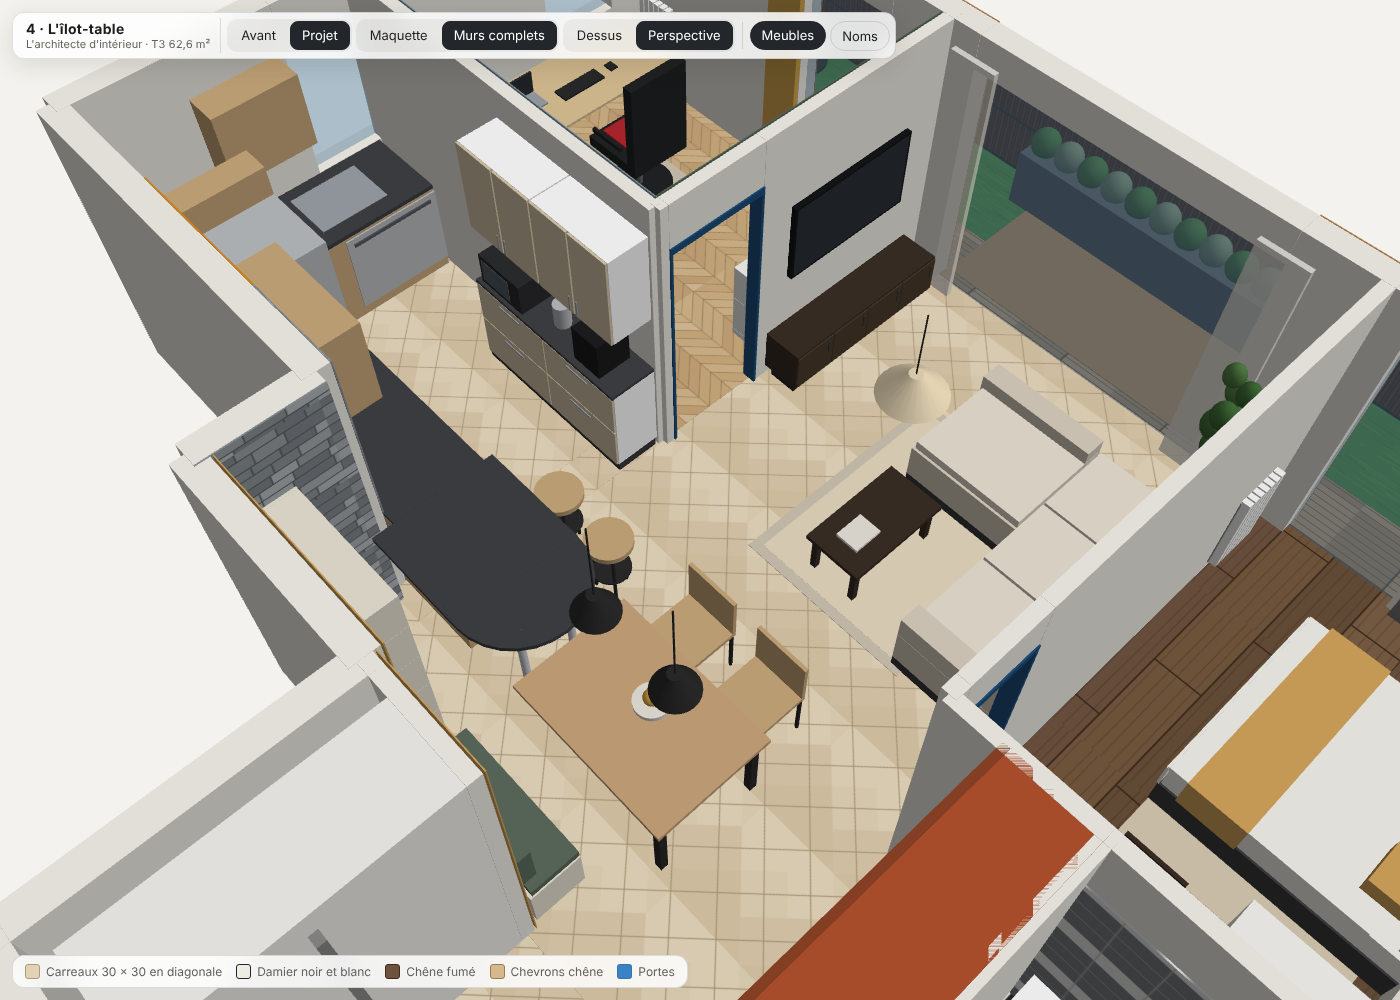 4 · L'îlot-table
L'architecte d'intérieur · T3 62,6 m²
Avant
Projet
Maquette
Murs complets
Dessus
Perspective
Meubles
Noms
Carreaux 30 × 30 en diagonale
Damier noir et blanc
Chêne fumé
Chevrons chêne
Portes